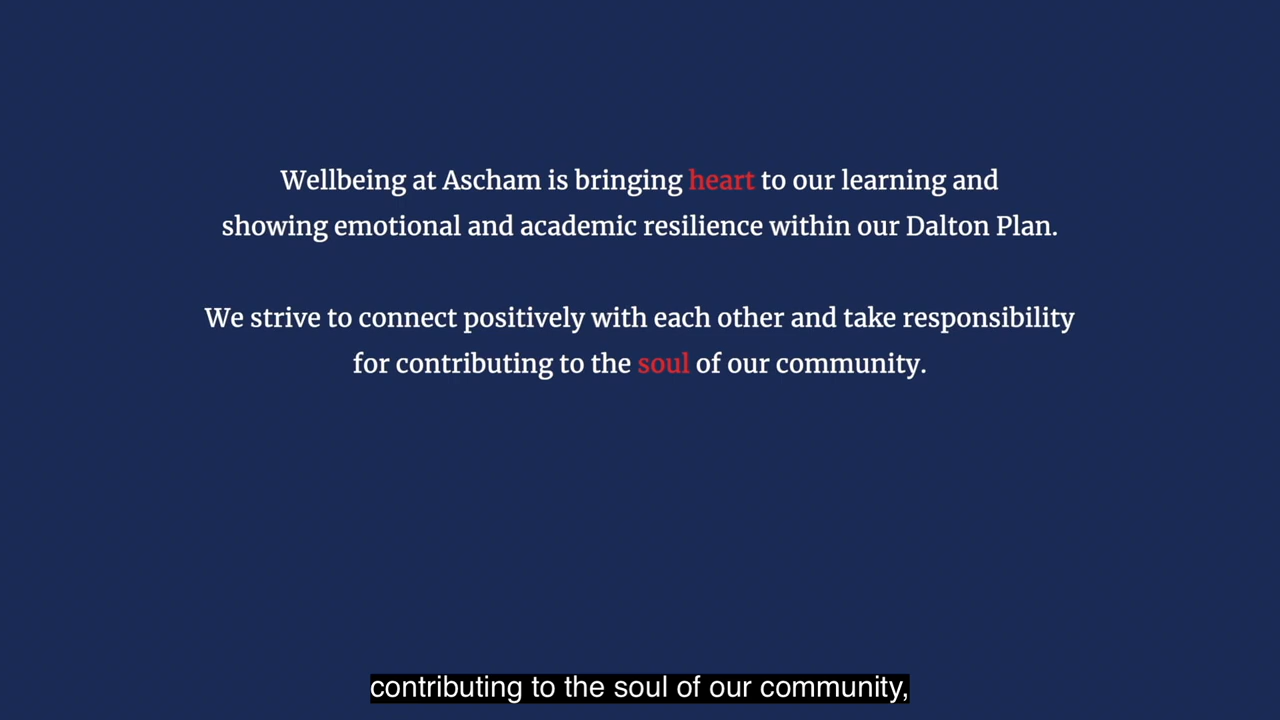 Wellbeing at Ascham is bringing heart to our learning and
showing emotional and academic resilience within our Dalton Plan.
We strive to connect positively with each other and take responsibility
for contributing to the soul of our community.
contributing to the soul of our community,